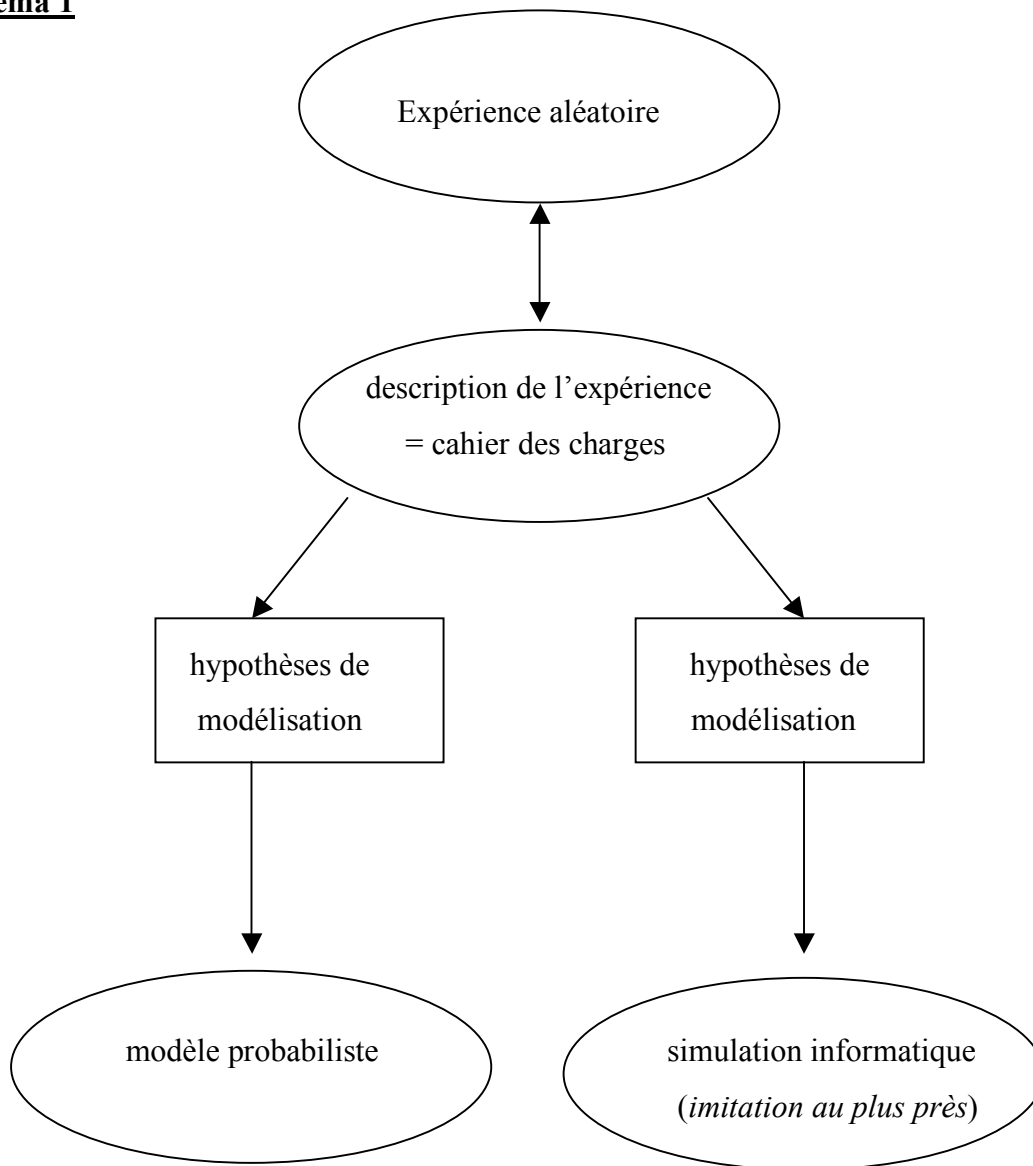 ema 1
Expérience aléatoire
description de l’expérience
= cahier des charges
hypothèses de
modélisation
hypothèses de
modélisation
modèle probabiliste
simulation informatique
(imitation au plus près)